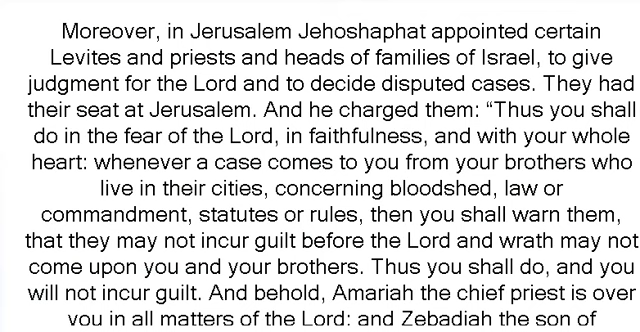 Moreover, in Jerusalem Jehoshaphat appointed certain
Levites and priests and heads of families of Israel, to give
judgment for the Lord and to decide disputed cases. They had
their seat at Jerusalem. And he charged them: “Thus you shall
do in the fear of the Lord, in faithfulness, and with your whole
heart: whenever a case comes to you from your brothers who
live in their cities, concerning bloodshed, law or
commandment, statutes or rules, then you shall warn them,
that they may not incur guilt before the Lord and wrath may not
come upon you and your brothers. Thus you shall do, and you
will not incur guilt. And behold, Amariah the chief priest is over
you in all matters of the Lord; and Zebadiah the son of